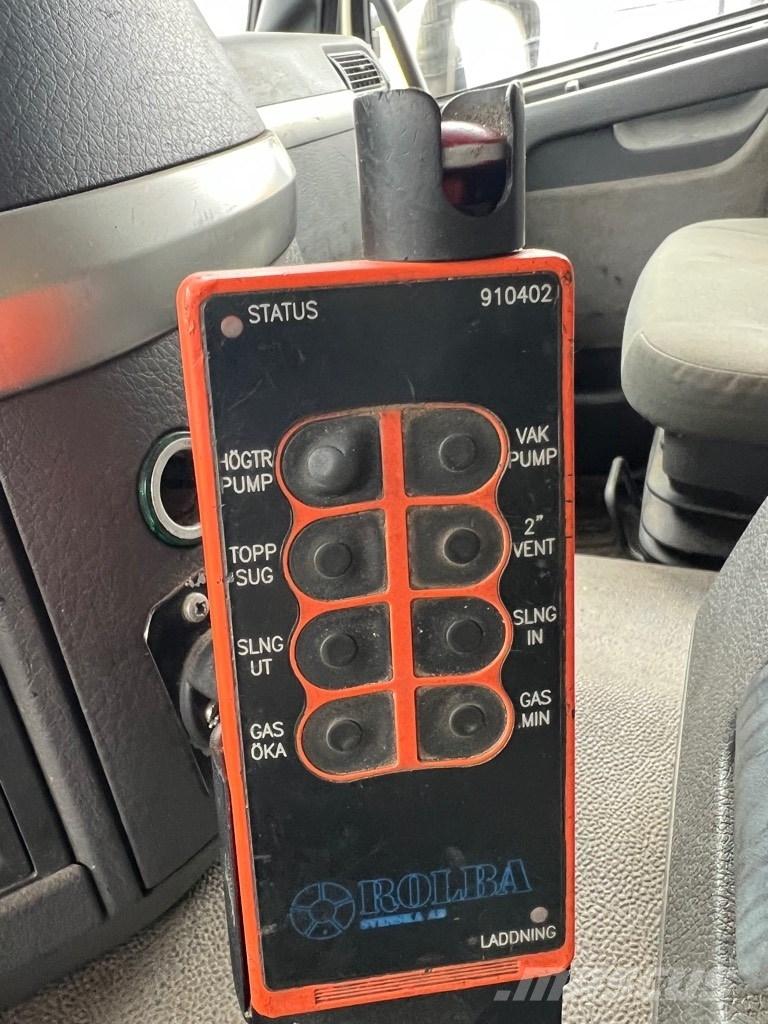 STATUS
910402
HÖGTR
PUMP
VAK
PUMP
TOPP
SUG
2”
VENT
SLNG
UT
SLNG
IN
GAS
ÖKA
GAS
MIN
ROLBA
SVENSKA AB
LADDNING
mascus